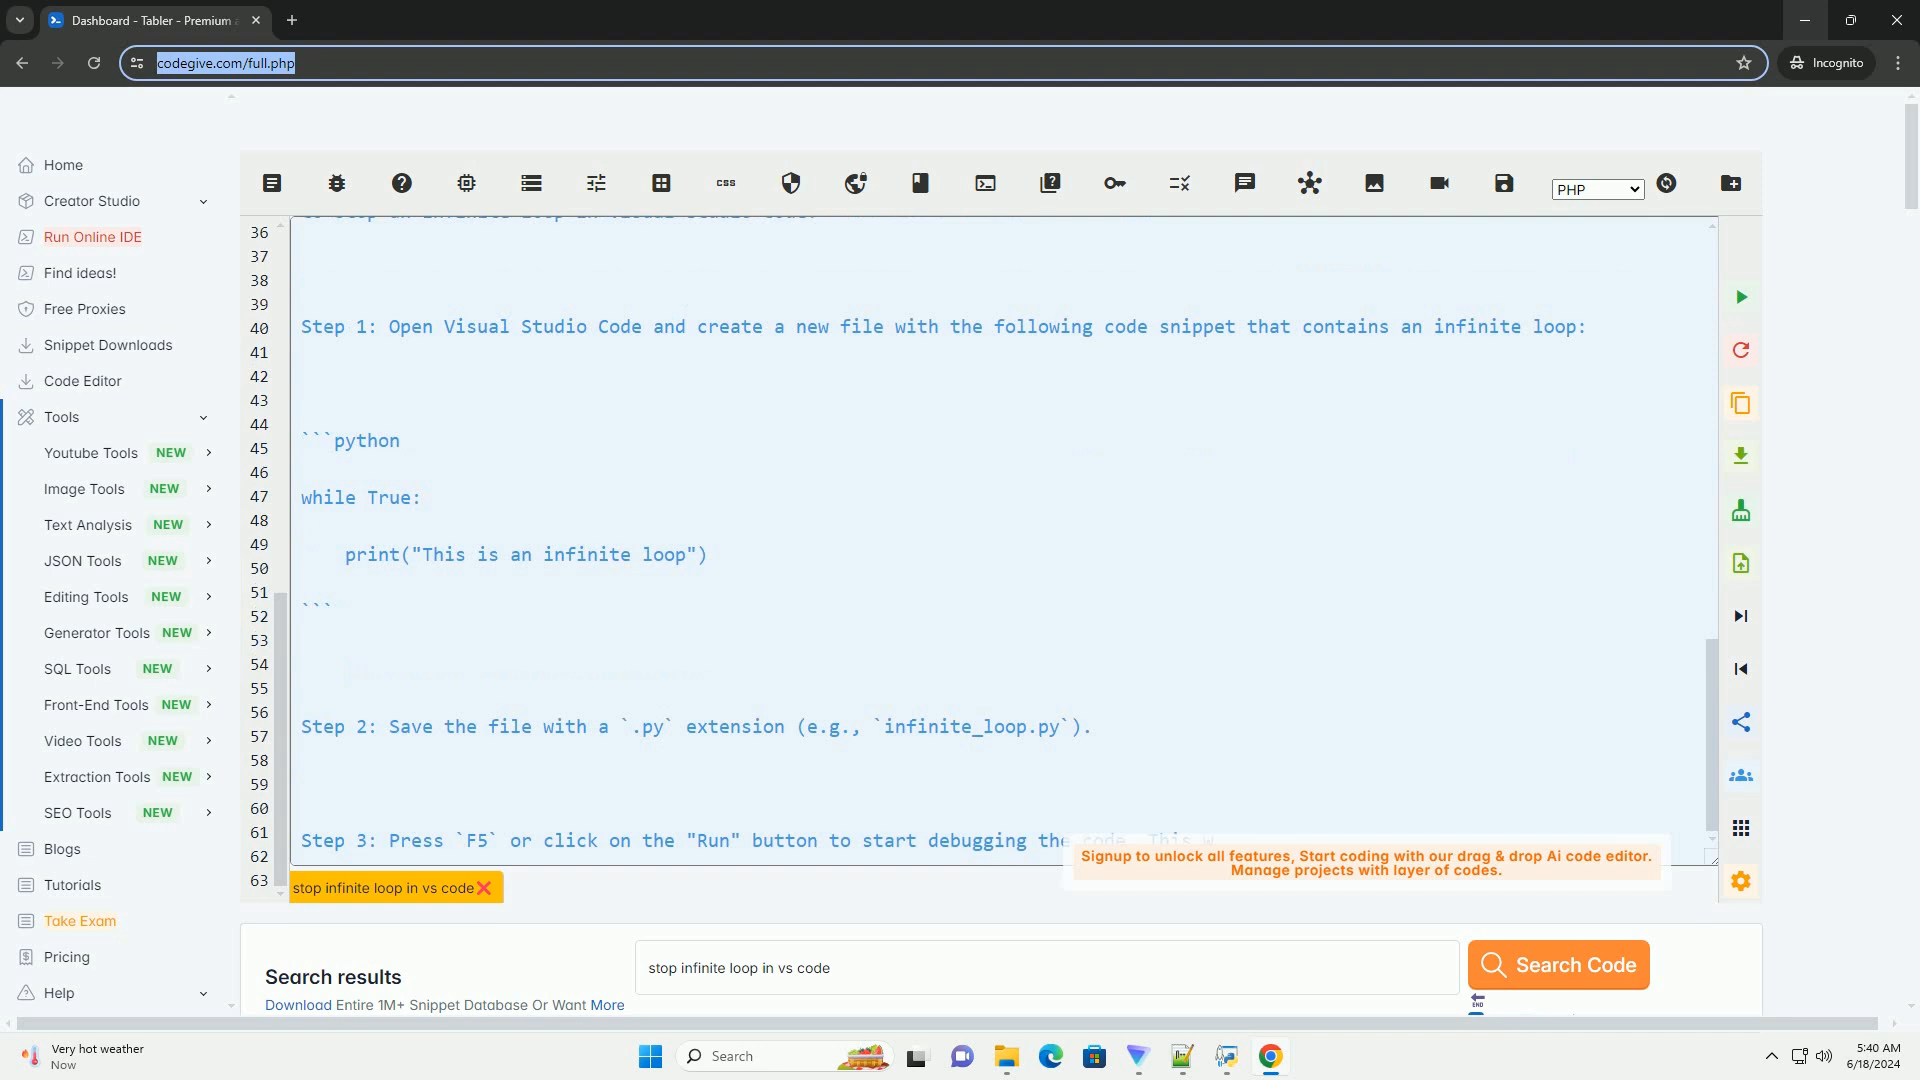 Dashboard - Tabler - Premium
codegive.com/full.php
Incognito
Home
Creator Studio
Run Online IDE
Find ideas!
Free Proxies
Snippet Downloads
Code Editor
Tools
Youtube Tools NEW
Image Tools NEW
Text Analysis NEW
JSON Tools NEW
Editing Tools NEW
Generator Tools NEW
SQL Tools NEW
Front-End Tools NEW
Video Tools NEW
Extraction Tools NEW
SEO Tools NEW
Blogs
Tutorials
Take Exam
Pricing
Help
css
PHP
36
37
38
39
40
41
42
43
44
45
46
47
48
49
50
51
52
53
54
55
56
57
58
59
60
61
62
63
Step 1: Open Visual Studio Code and create a new file with the following code snippet that contains an infinite loop:
```python
while True:
print("This is an infinite loop")
```
Step 2: Save the file with a `.py` extension (e.g., `infinite_loop.py`).
Step 3: Press `F5` or click on the "Run" button to start debugging the code. This w
Signup to unlock all features, Start coding with our drag & drop Ai code editor.
Manage projects with layer of codes.
stop infinite loop in vs code
Search results
Download Entire 1M+ Snippet Database Or Want More
stop infinite loop in vs code
Search Code
END
Very hot weather
Now
Search
5:40 AM
6/18/2024